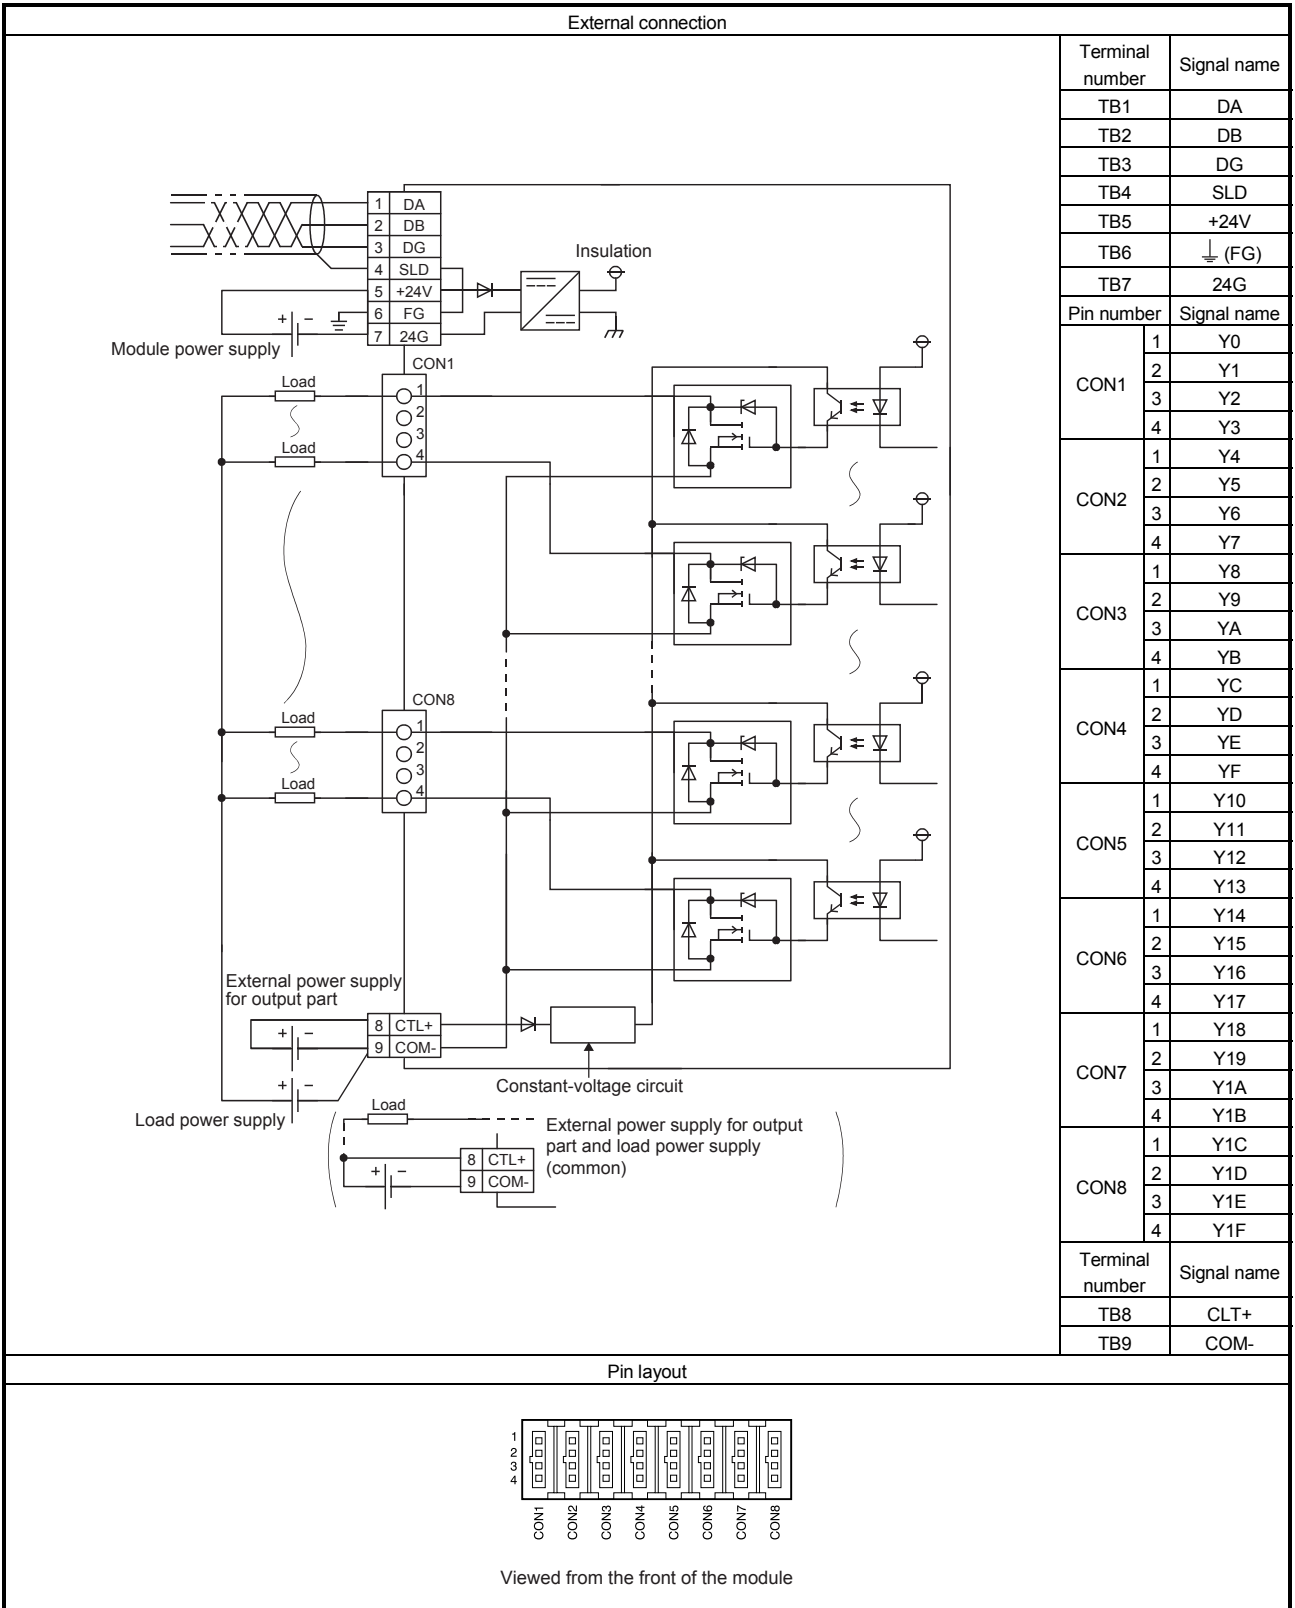 External connection
1 DA
2 DB
3 DG
4 SLD
5 +24V
6 FG
7 24G
Insulation
+ −
Module power supply
CON1
Load
1
2
3
4
Load
CON8
Load
1
2
3
4
Load
External power supply
for output part
+ −
8 CTL+
9 COM-
+ −
Load power supply
Constant-voltage circuit
Load
+ −
8 CTL+
9 COM-
External power supply for output
part and load power supply
(common)
Terminal
number
Signal name
TB1 DA
TB2 DB
TB3 DG
TB4 SLD
TB5 +24V
TB6 (FG)
TB7 24G
Pin number Signal name
CON1
1 Y0
2 Y1
3 Y2
4 Y3
CON2
1 Y4
2 Y5
3 Y6
4 Y7
CON3
1 Y8
2 Y9
3 YA
4 YB
CON4
1 YC
2 YD
3 YE
4 YF
CON5
1 Y10
2 Y11
3 Y12
4 Y13
CON6
1 Y14
2 Y15
3 Y16
4 Y17
CON7
1 Y18
2 Y19
3 Y1A
4 Y1B
CON8
1 Y1C
2 Y1D
3 Y1E
4 Y1F
Terminal
number
Signal name
TB8 CLT+
TB9 COM-
Pin layout
1
2
3
4
CON1
CON2
CON3
CON4
CON5
CON6
CON7
CON8
Viewed from the front of the module